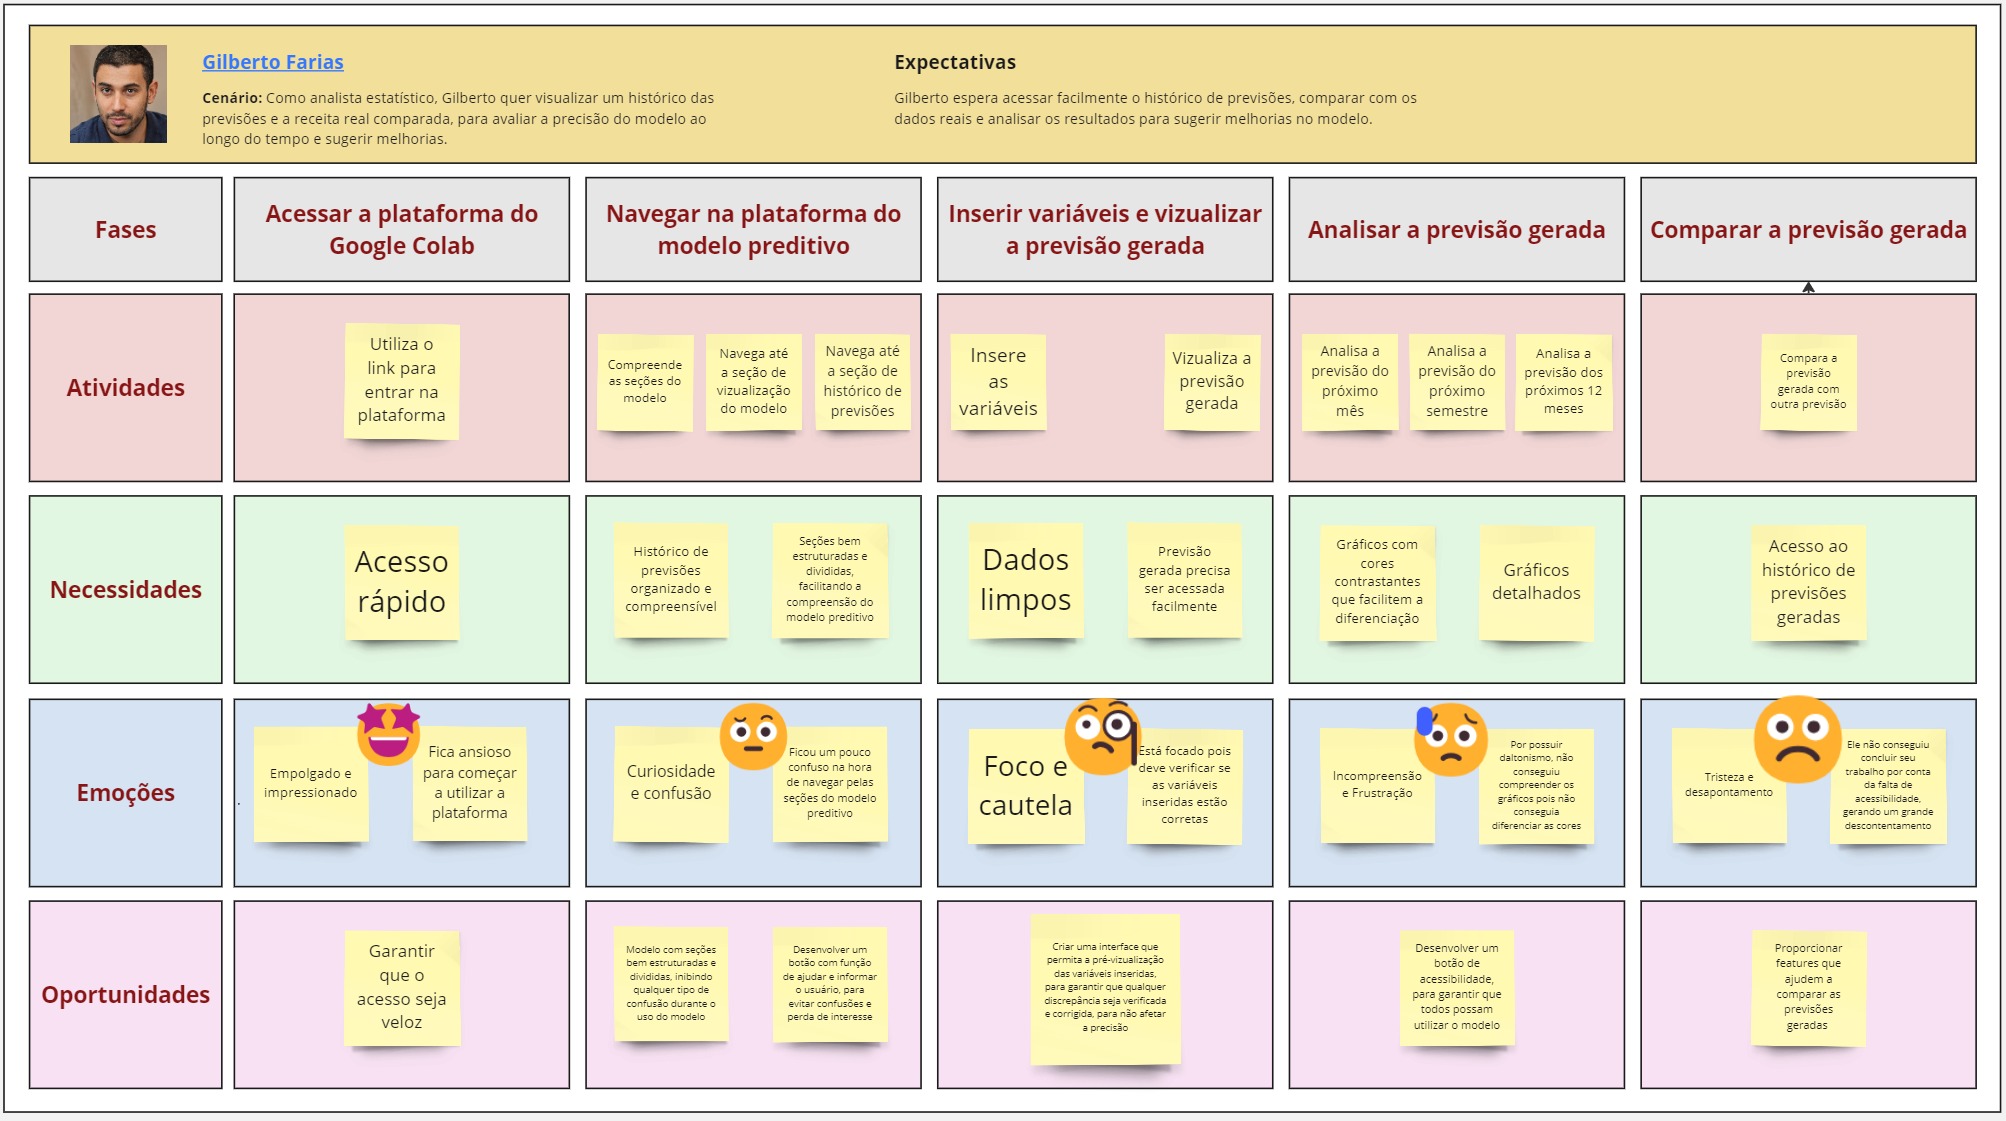 Gilberto Farias
Cenário: Como analista estatístico, Gilberto quer visualizar um histórico das
previsões e a receita real comparada, para avaliar a precisão do modelo ao
longo do tempo e sugerir melhorias.
Expectativas
Gilberto espera acessar facilmente o histórico de previsões, comparar com os
dados reais e analisar os resultados para sugerir melhorias no modelo.
Fases
Acessar a plataforma do
Google Colab
Navegar na plataforma do
modelo preditivo
Inserir variáveis e vizualizar
a previsão gerada
Analisar a previsão gerada
Comparar a previsão gerada
Atividades
Utiliza o
link para
entrar na
plataforma
Compreende
as seções do
modelo
Navega até
a seção de
vizualização
do modelo
Navega até
a seção de
histórico de
previsões
Insere
as
variáveis
Vizualiza a
previsão
gerada
Analisa a
previsão do
próximo
mês
Analisa a
previsão do
próximo
semestre
Analisa a
previsão dos
próximos 12
meses
Compara a
previsão
gerada com
outra previsão
Necessidades
Acesso
rápido
Histórico de
previsões
organizado e
compreensível
Seções bem
estruturadas e
divididas,
facilitando a
compreensão do
modelo preditivo
Dados
limpos
Previsão
gerada precisa
ser acessada
facilmente
Gráficos com
cores
contrastantes
que facilitem a
diferenciação
Gráficos
detalhados
Acesso ao
histórico de
previsões
geradas
Emoções
Empolgado e
impressionado
Fica ansioso
para começar
a utilizar a
plataforma
Curiosidade
e confusão
Ficou um pouco
confuso na hora
de navegar pelas
seções do modelo
preditivo
Foco e
cautela
Está focado pois
deve verificar se
as variáveis
inseridas estão
corretas
Incompreensão
e Frustração
Por possuir
daltonismo, não
conseguiu
compreender os
gráficos pois não
conseguia
diferenciar as cores
Tristeza e
desapontamento
Ele não conseguiu
concluir seu
trabalho por conta
da falta de
acessibilidade,
gerando um grande
descontentamento
Oportunidades
Garantir
que o
acesso seja
veloz
Modelo com seções
bem estruturadas e
divididas, inibindo
qualquer tipo de
confusão durante o
uso do modelo
Desenvolver um
botão com função
de ajudar e informar
o usuário, para
evitar confusões e
perda de interesse
Criar uma interface que
permita a pré-vizualização
das variáveis inseridas,
para garantir que qualquer
discrepância seja verificada
e corrigida, para não afetar
a precisão
Desenvolver um
botão de
acessibilidade,
para garantir que
todos possam
utilizar o modelo
Proporcionar
features que
ajudem a
comparar as
previsões
geradas